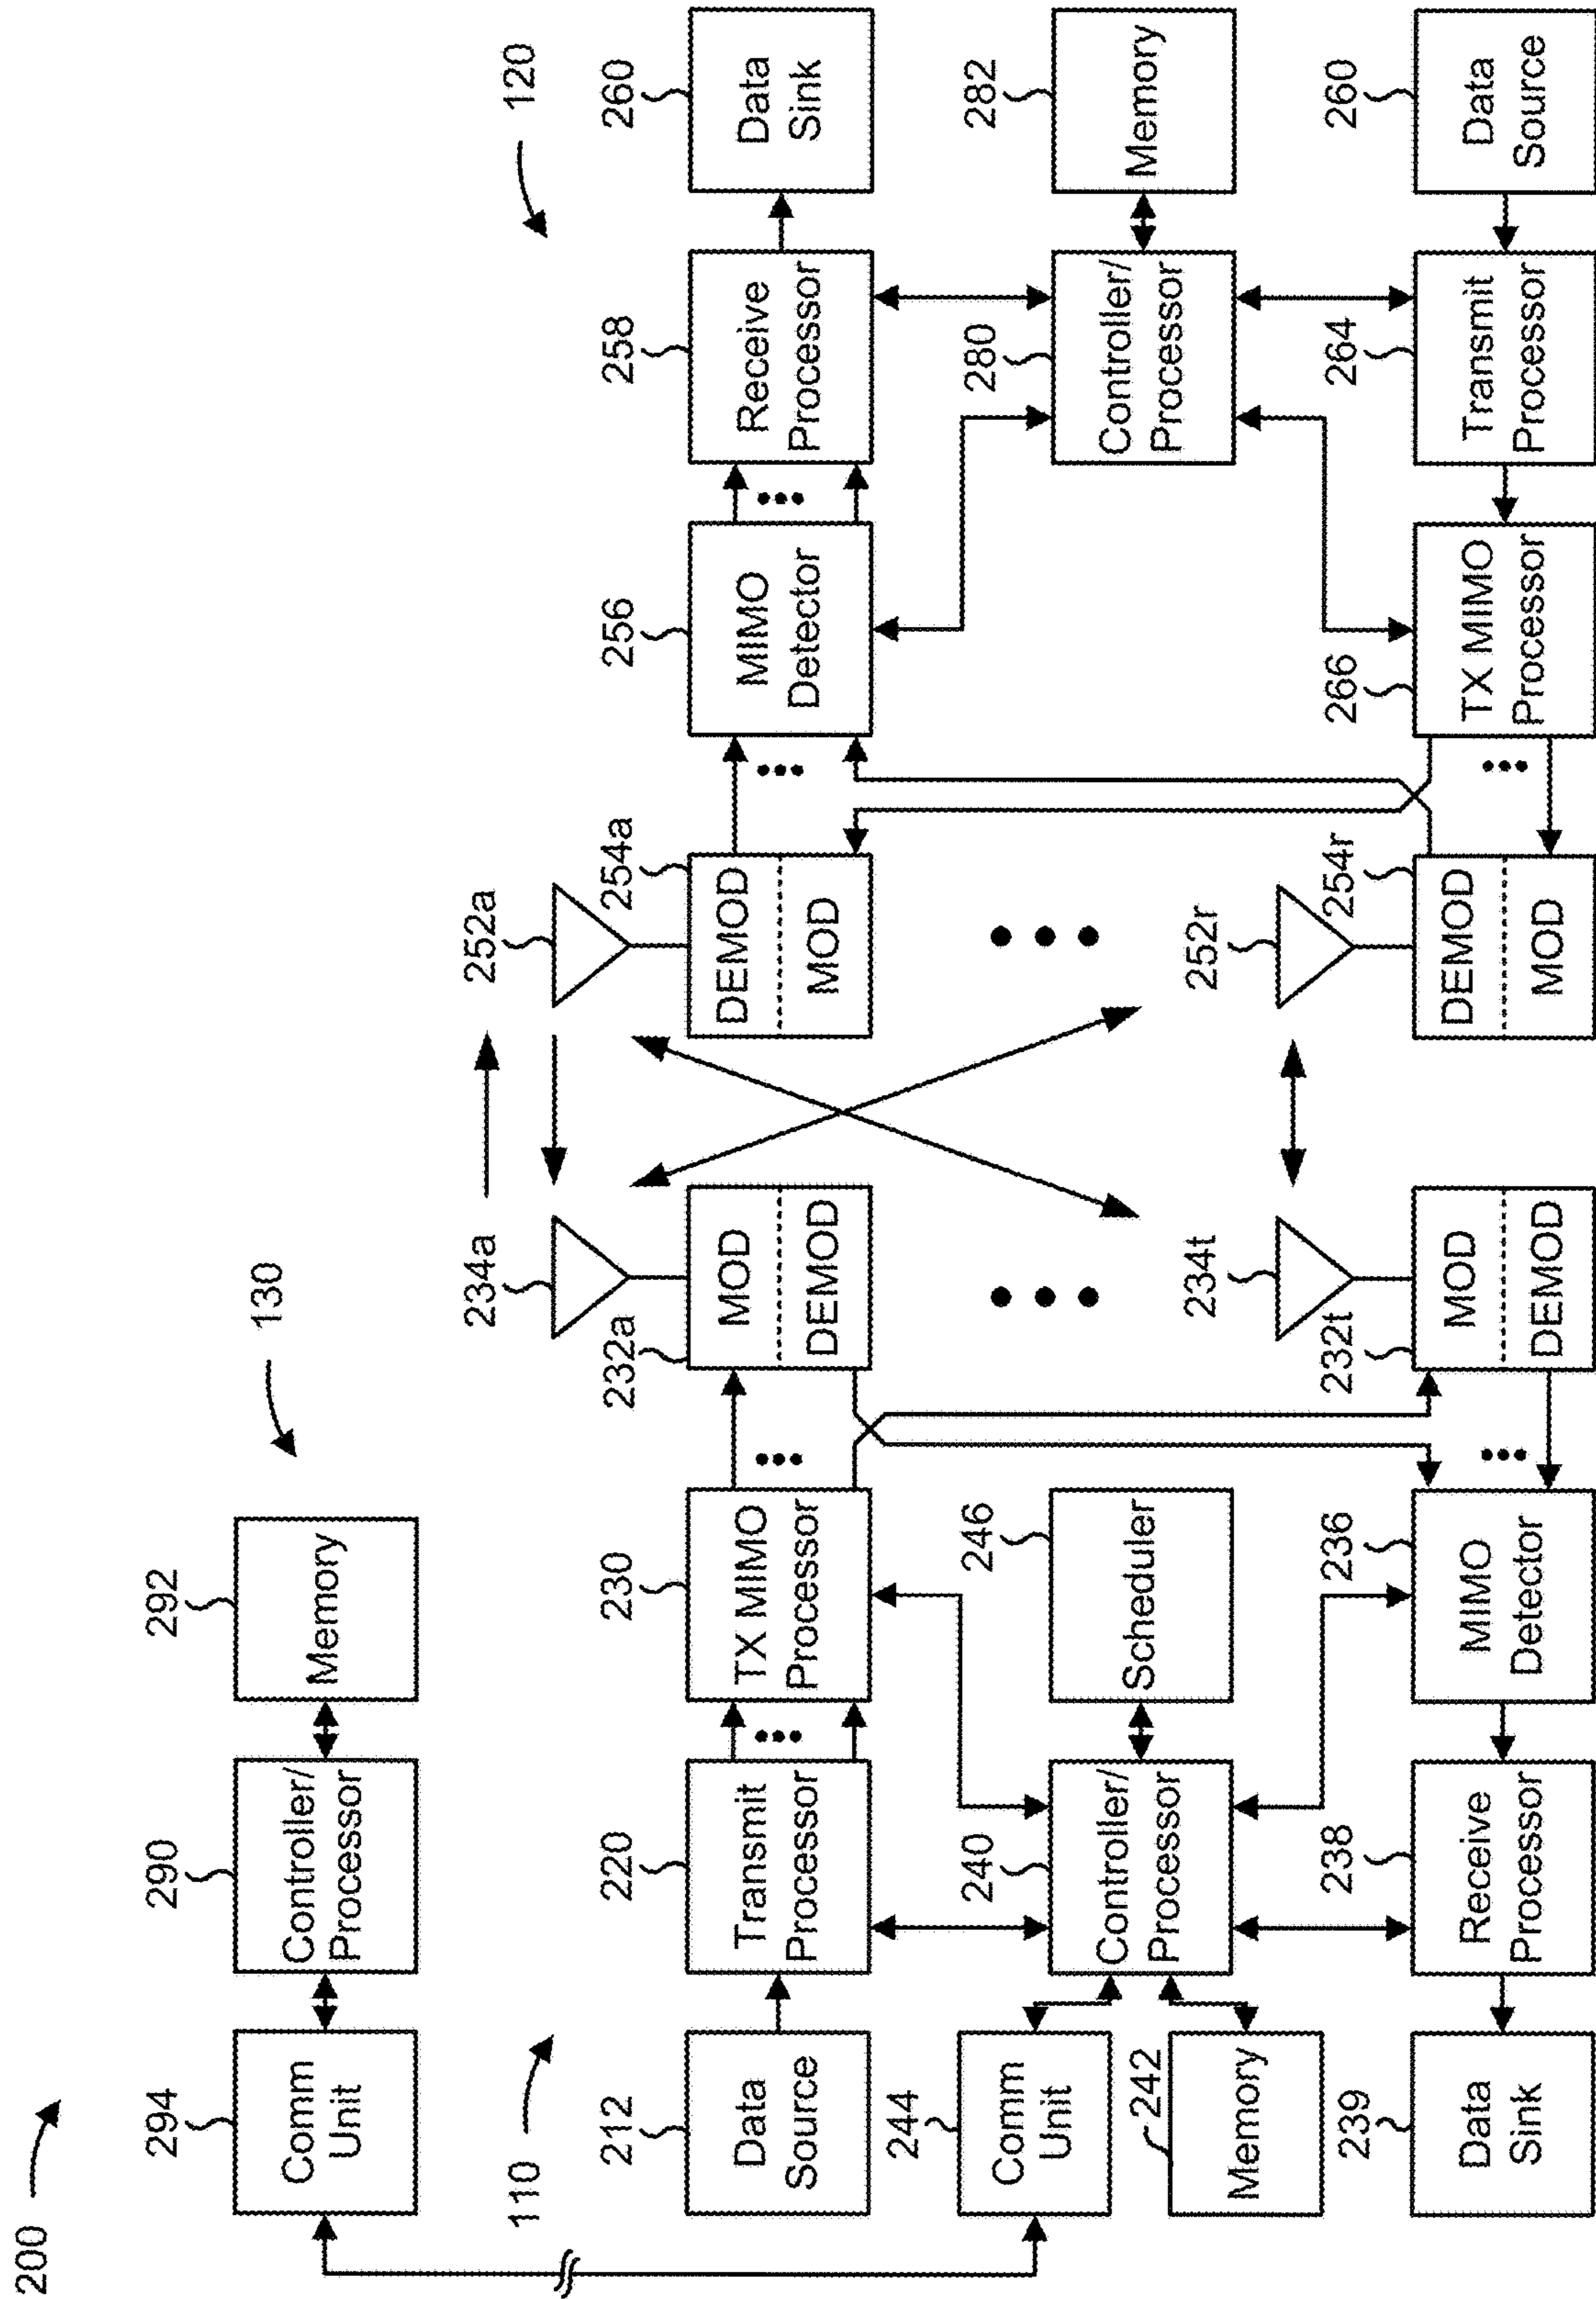 200
130
294
290
292
Comm
Unit
Controller/
Processor
Memory
110
120
234a
252a
212
220
230
232a
254a
256
258
260
Data
Source
Transmit
Processor
TX MIMO
Processor
MOD
DEMOD
DEMOD
MOD
MIMO
Detector
Receive
Processor
Data
Sink
244
240
246
280
282
Comm
Unit
Controller/
Processor
Scheduler
Controller/
Processor
Memory
242
Memory
234t
252r
239
238
236
232t
254r
266
264
260
Data
Sink
Receive
Processor
MIMO
Detector
MOD
DEMOD
DEMOD
MOD
TX MIMO
Processor
Transmit
Processor
Data
Source